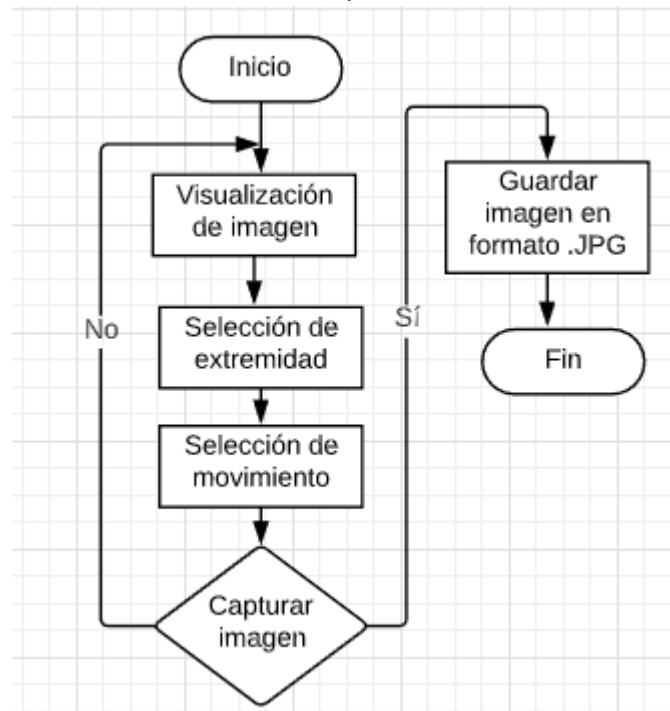 Inicio
Visualización
de imagen
Selección de
extremidad
Selección de
movimiento
Capturar
imagen
No
Sí
Guardar
imagen en
formato .JPG
Fin